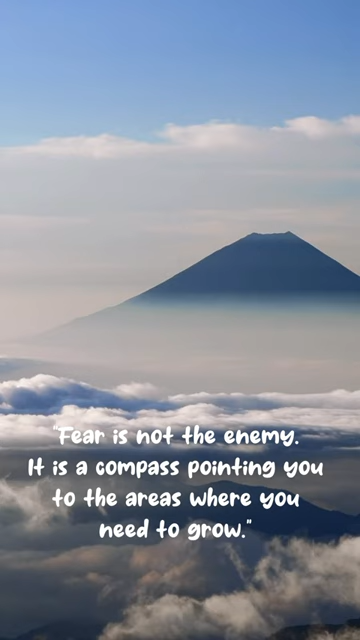 "Fear is not the enemy.
It is a compass pointing you
to the areas where you
need to grow."